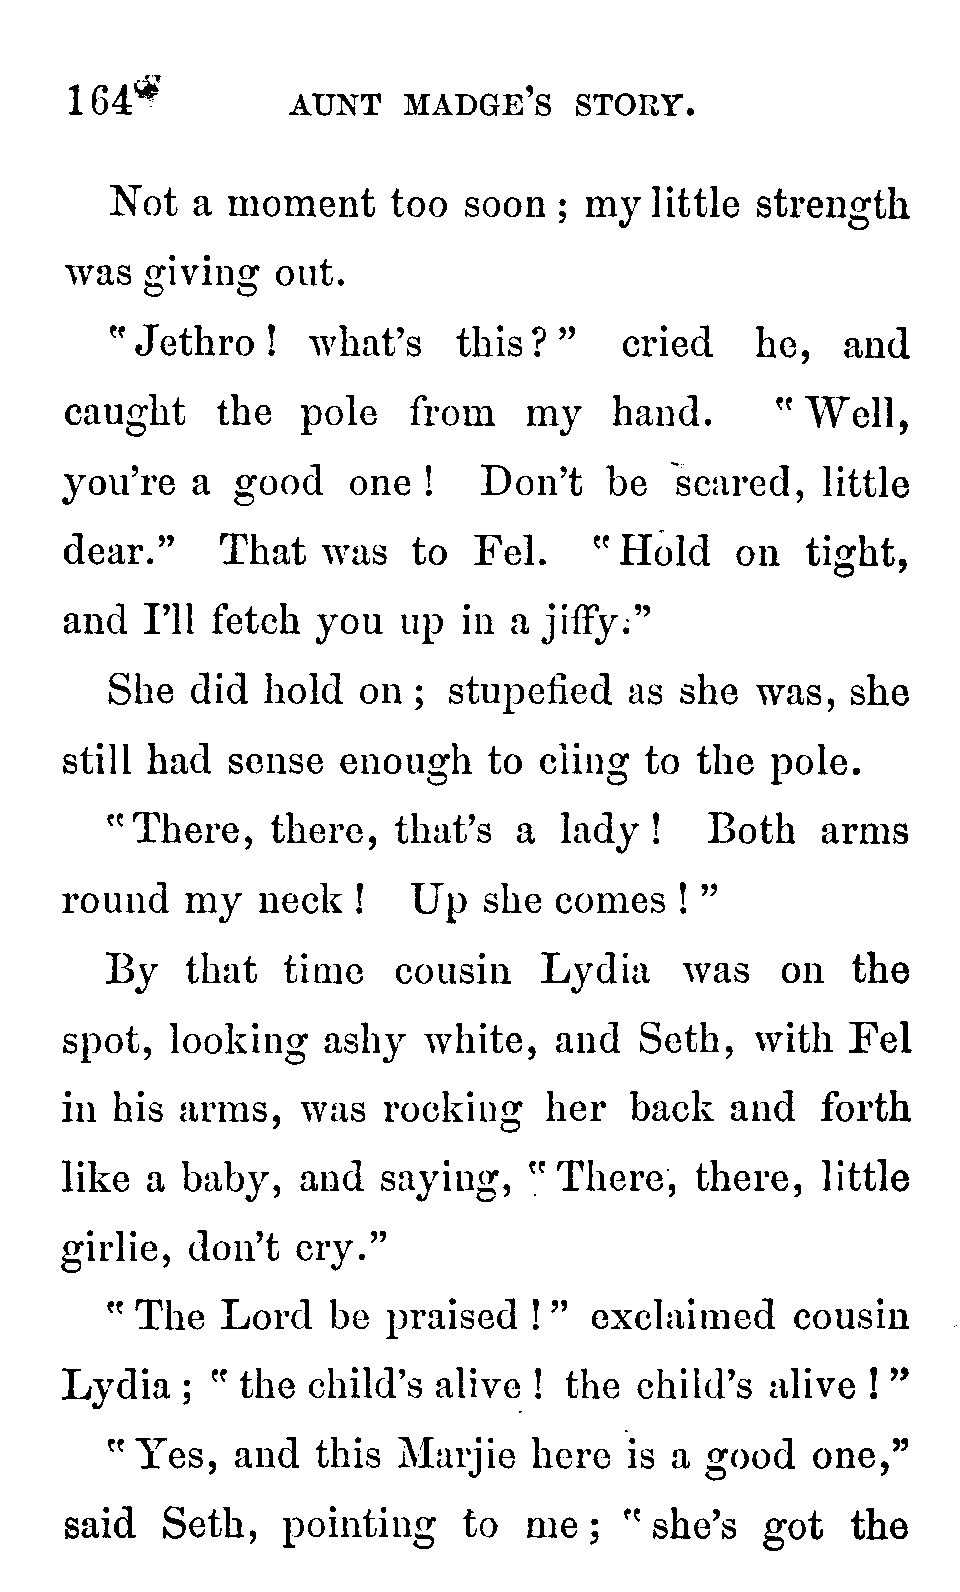 164 AUNT MADGE'S STORY.
Not a moment too soon; my little strength
was giving out.
"Jethro! what's this?" cried he, and
caught the pole from my hand. "Well,
you're a good one! Don't be scared, little
dear." That was to Fel. "Hold on tight,
and I'll fetch you up in a jiffy."
She did hold on; stupefied as she was, she
still had sense enough to cling to the pole.
"There, there, that's a lady! Both arms
round my neck! Up she comes!"
By that time cousin Lydia was on the
spot, looking ashy white, and Seth, with Fel
in his arms, was rocking her back and forth
like a baby, and saying, "There, there, little
girlie, don't cry."
"The Lord be praised!" exclaimed cousin
Lydia; "the child's alive! the child's alive!"
"Yes, and this Marjie here is a good one,"
said Seth, pointing to me; "she's got the